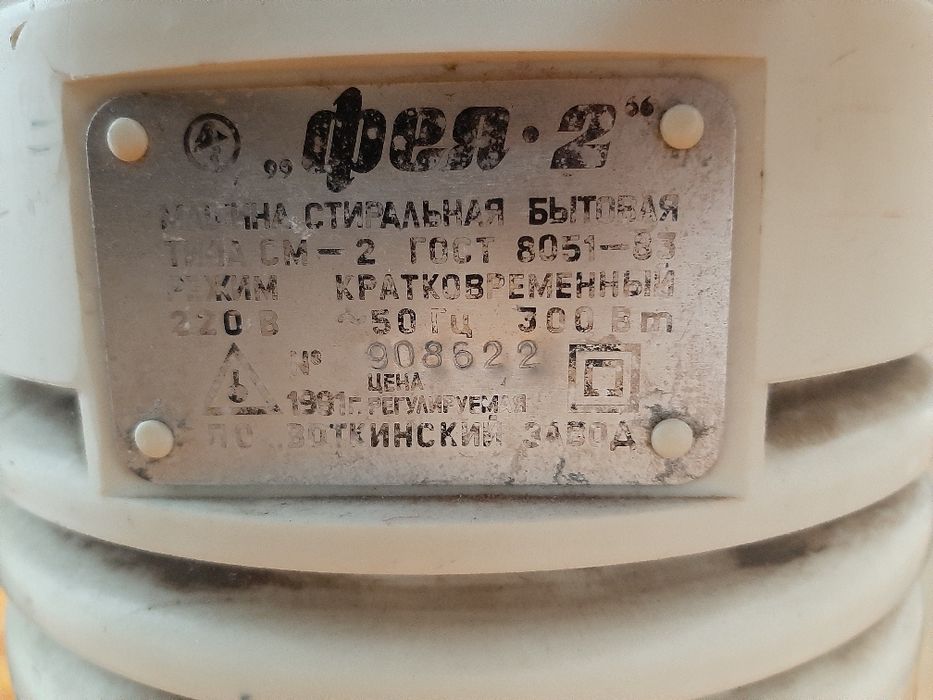 „фея·2“
МАШИНА СТИРАЛЬНАЯ БЫТОВАЯ
ТИПА СМ-2 ГОСТ 8051-83
РЕЖИМ КРАТКОВРЕМЕННЫЙ
220 В ~50 Гц 300 Вт
№ 908622
1991г. ЦЕНА РЕГУЛИРУЕМАЯ
ПО ВОТКИНСКИЙ ЗАВОД